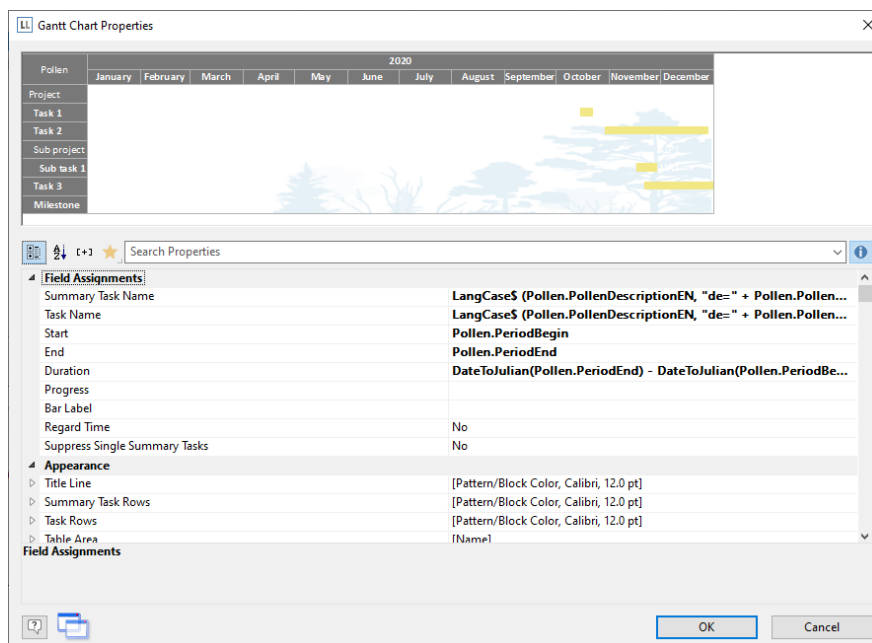 LL Gantt Chart Properties
Pollen
2020
January February March April May June July August September October November December
Project
Task 1
Task 2
Sub project
Sub task 1
Task 3
Milestone
Search Properties
Field Assignments
Summary Task Name LangCase$ (Pollen.PollenDescriptionEN, "de=" + Pollen.Pollen...
Task Name LangCase$ (Pollen.PollenDescriptionEN, "de=" + Pollen.Pollen...
Start Pollen.PeriodBegin
End Pollen.PeriodEnd
Duration DateToJulian(Pollen.PeriodEnd) - DateToJulian(Pollen.PeriodBe...
Progress
Bar Label
Regard Time No
Suppress Single Summary Tasks No
Appearance
Title Line [Pattern/Block Color, Calibri, 12.0 pt]
Summary Task Rows [Pattern/Block Color, Calibri, 12.0 pt]
Task Rows [Pattern/Block Color, Calibri, 12.0 pt]
Table Area [Name]
Field Assignments
OK Cancel